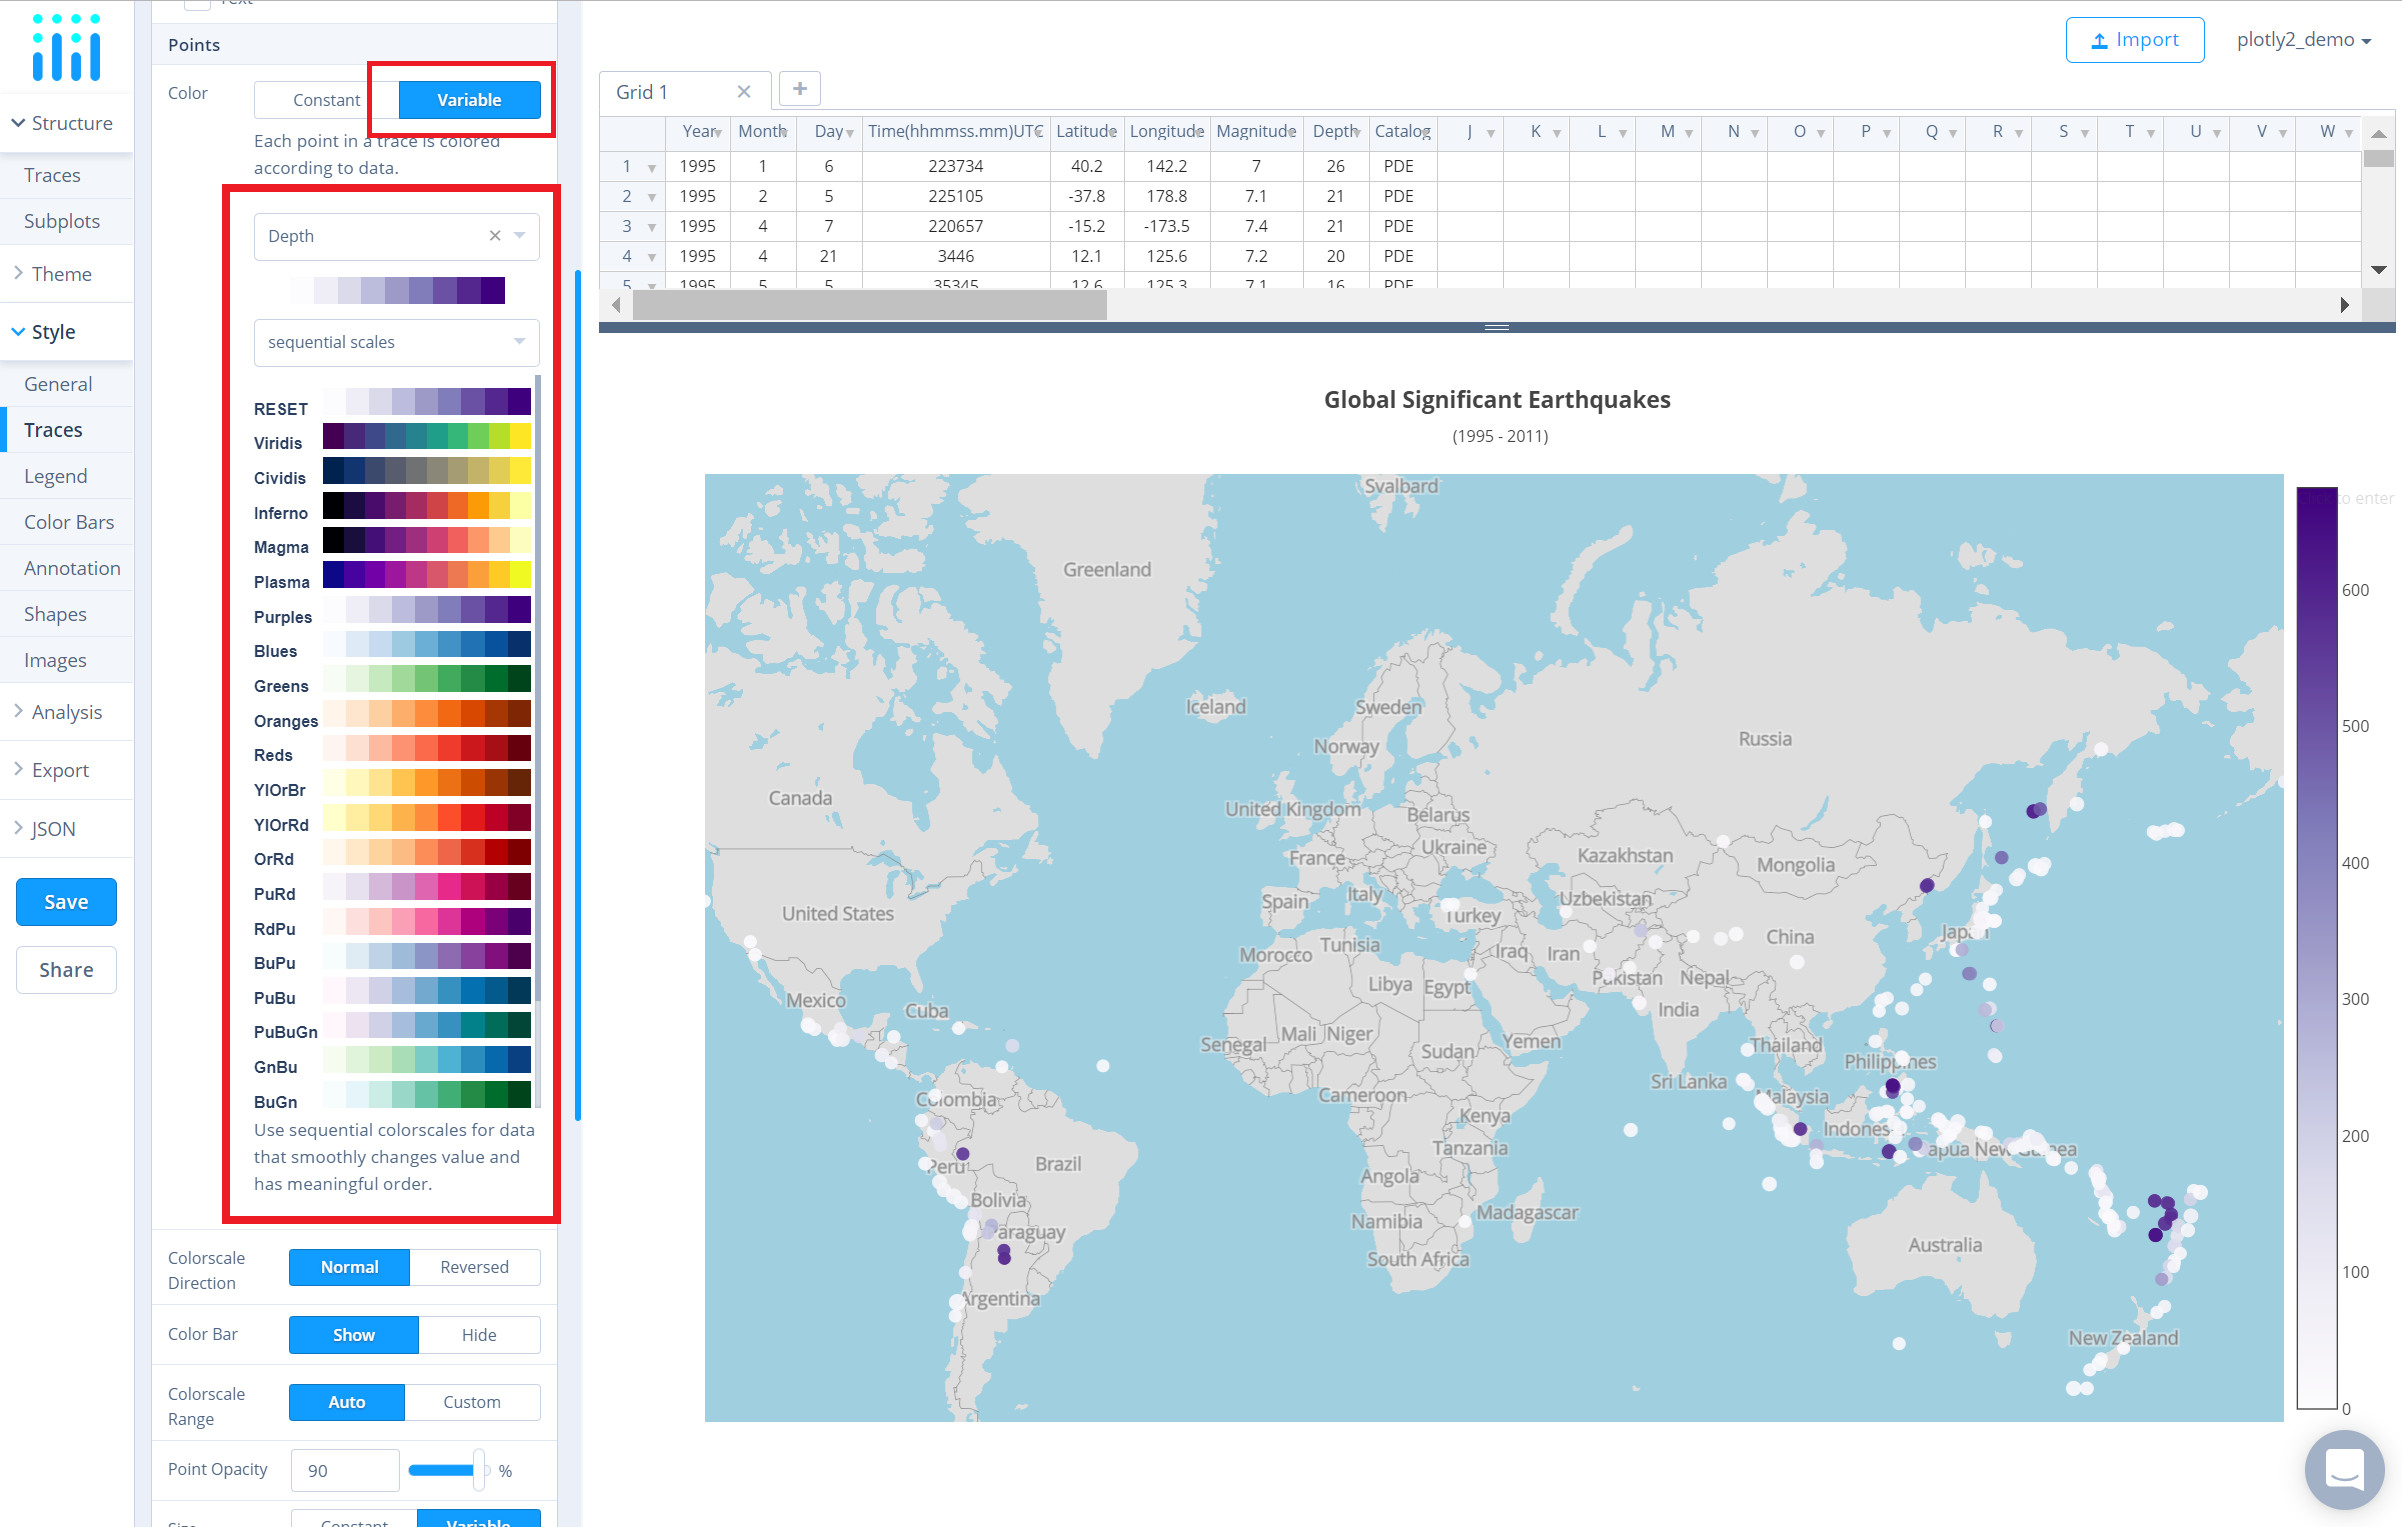 Text
Points
Color
Constant
Variable
Each point in a trace is colored
according to data.
Depth
sequential scales
RESET
Viridis
Cividis
Inferno
Magma
Plasma
Purples
Blues
Greens
Oranges
Reds
YlOrBr
YlOrRd
OrRd
PuRd
RdPu
BuPu
PuBu
PuBuGn
GnBu
BuGn
Use sequential colorscales for data
that smoothly changes value and
has meaningful order.
Colorscale
Direction
Normal
Reversed
Color Bar
Show
Hide
Colorscale
Range
Auto
Custom
Point Opacity
90
%
Size
Constant
Variable
Structure
Traces
Subplots
Theme
Style
General
Traces
Legend
Color Bars
Annotation
Shapes
Images
Analysis
Export
JSON
Save
Share
Import
plotly2_demo
Grid 1
+
Year Month Day Time(hhmmss.mm)UTC Latitude Longitude Magnitude Depth Catalog J K L M N O P Q R S T U V W
1 1995 1 6 223734 40.2 142.2 7 26 PDE
2 1995 2 5 225105 -37.8 178.8 7.1 21 PDE
3 1995 4 7 220657 -15.2 -173.5 7.4 21 PDE
4 1995 4 21 3446 12.1 125.6 7.2 20 PDE
5 1995 5 5 35345 12.6 125.3 7.1 16 PDE
Global Significant Earthquakes
(1995 - 2011)
to enter
Svalbard
Greenland
Iceland
Sweden
Norway
Russia
Canada
United Kingdom
Belarus
Ukraine
France
Kazakhstan
Mongolia
Italy
Spain
Uzbekistan
Turkey
United States
Japan
China
Tunisia
Morocco
Iraq
Iran
Pakistan
Nepal
Libya
Egypt
Mexico
Cuba
India
Mali
Niger
Senegal
Sudan
Yemen
Thailand
Philippines
Sri Lanka
Malaysia
Cameroon
Colombia
Kenya
Indones
Tanzania
Papua New Guinea
Brazil
Peru
Angola
Bolivia
Madagascar
Namibia
Paraguay
Australia
South Africa
Argentina
New Zealand
600
500
400
300
200
100
0